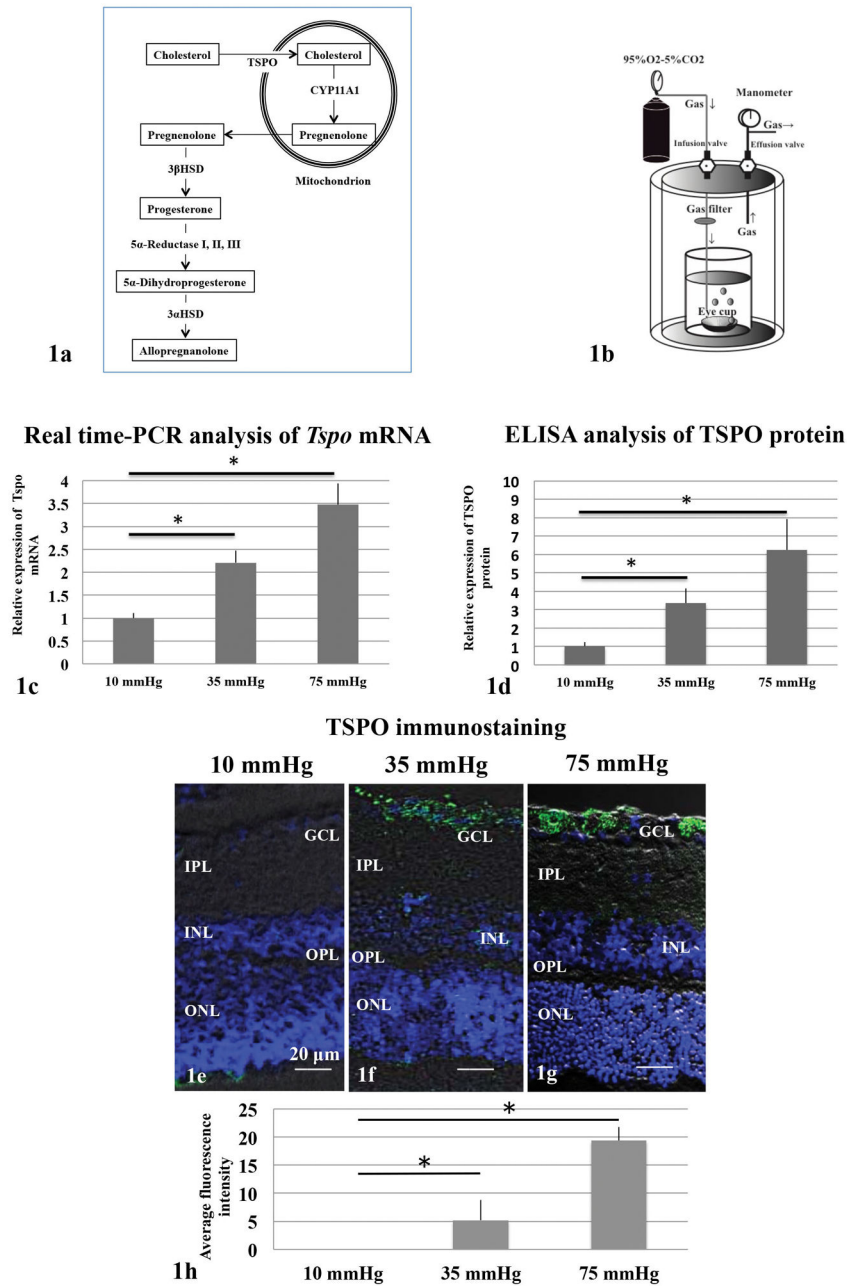 Cholesterol
TSPO
Cholesterol
CYP11A1
Pregnenolone
Pregnenolone
3βHSD
Mitochondrion
Progesterone
5α-Reductase I, II, III
5α-Dihydroprogesterone
3αHSD
Allopregnanolone
1a
95%O2-5%CO2
Manometer
Gas ↓
Gas→
Infusion valve
Effusion valve
Gas filter
↓
↑
Gas
Eye cup
1b
Real time-PCR analysis of Tspo mRNA
Relative expression of Tspo
mRNA
4
3.5
3
2.5
2
1.5
1
0.5
0
*
*
10 mmHg 35 mmHg 75 mmHg
1c
ELISA analysis of TSPO protein
Relative expression of TSPO
protein
10
9
8
7
6
5
4
3
2
1
0
*
*
10 mmHg 35 mmHg 75 mmHg
1d
TSPO immunostaining
10 mmHg 35 mmHg 75 mmHg
GCL
IPL
INL
OPL
ONL
20 µm
1e
GCL
IPL
INL
OPL
ONL
1f
GCL
IPL
INL
OPL
ONL
1g
Average fluorescence
intensity
25
20
15
10
5
0
*
*
10 mmHg 35 mmHg 75 mmHg
1h